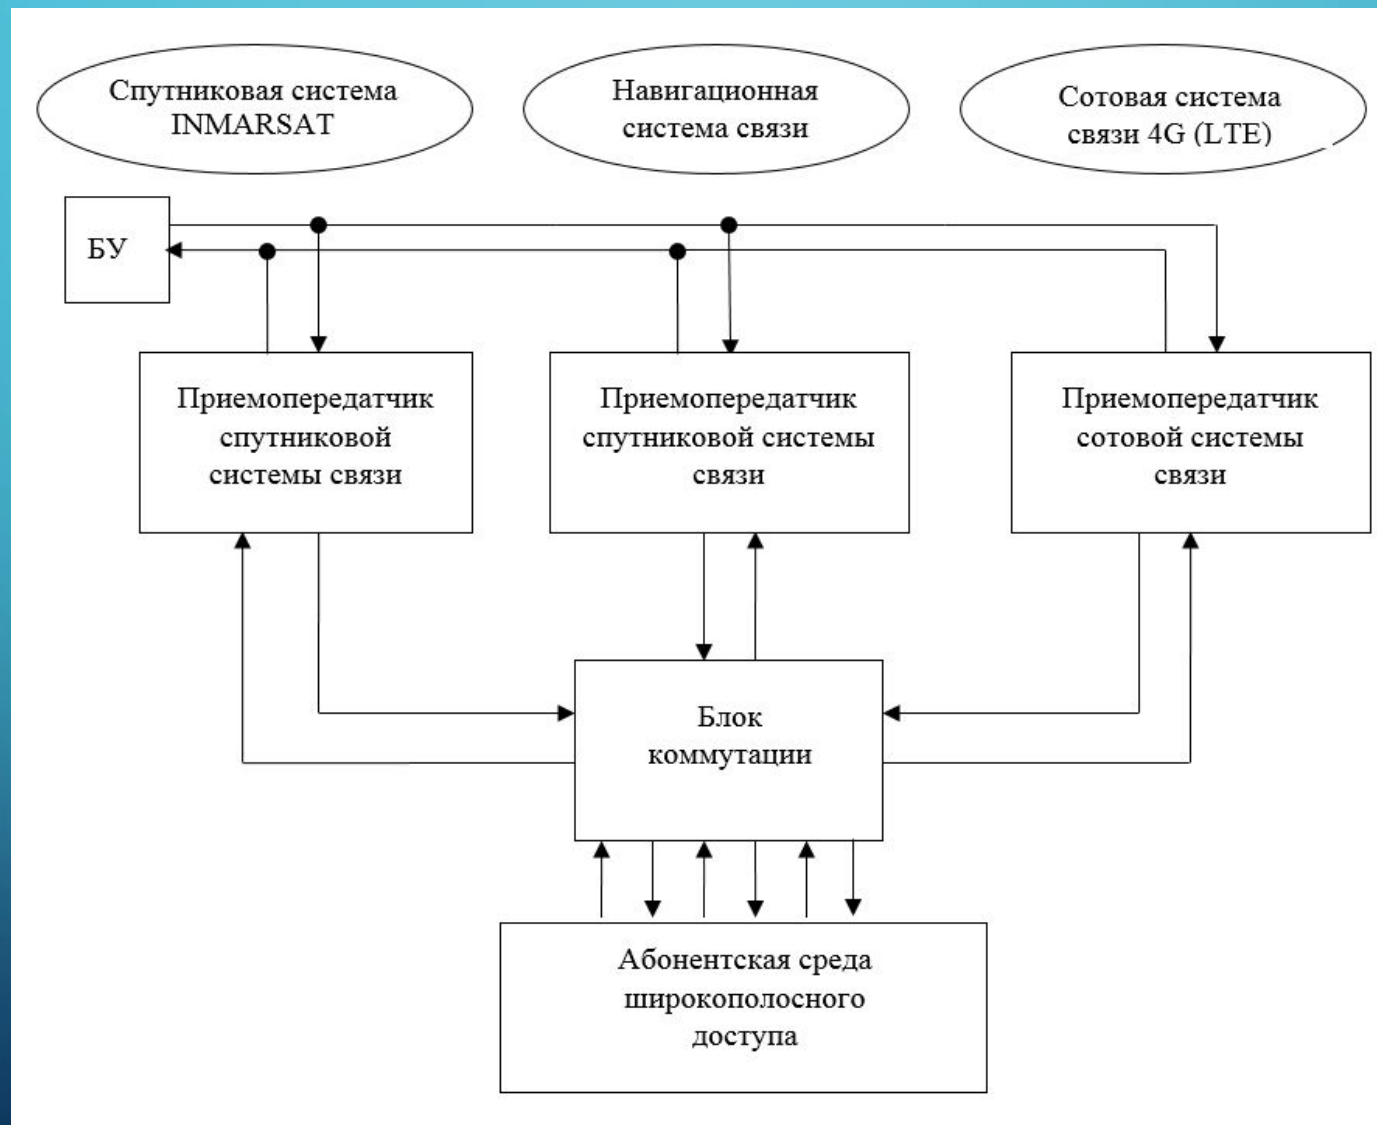 Спутниковая система
INMARSAT
Навигационная
система связи
Сотовая система
связи 4G (LTE)
БУ
Приемопередатчик
спутниковой
системы связи
Приемопередатчик
спутниковой системы
связи
Приемопередатчик
сотовой системы
связи
Блок
коммутации
Абонентская среда
широкополосного
доступа